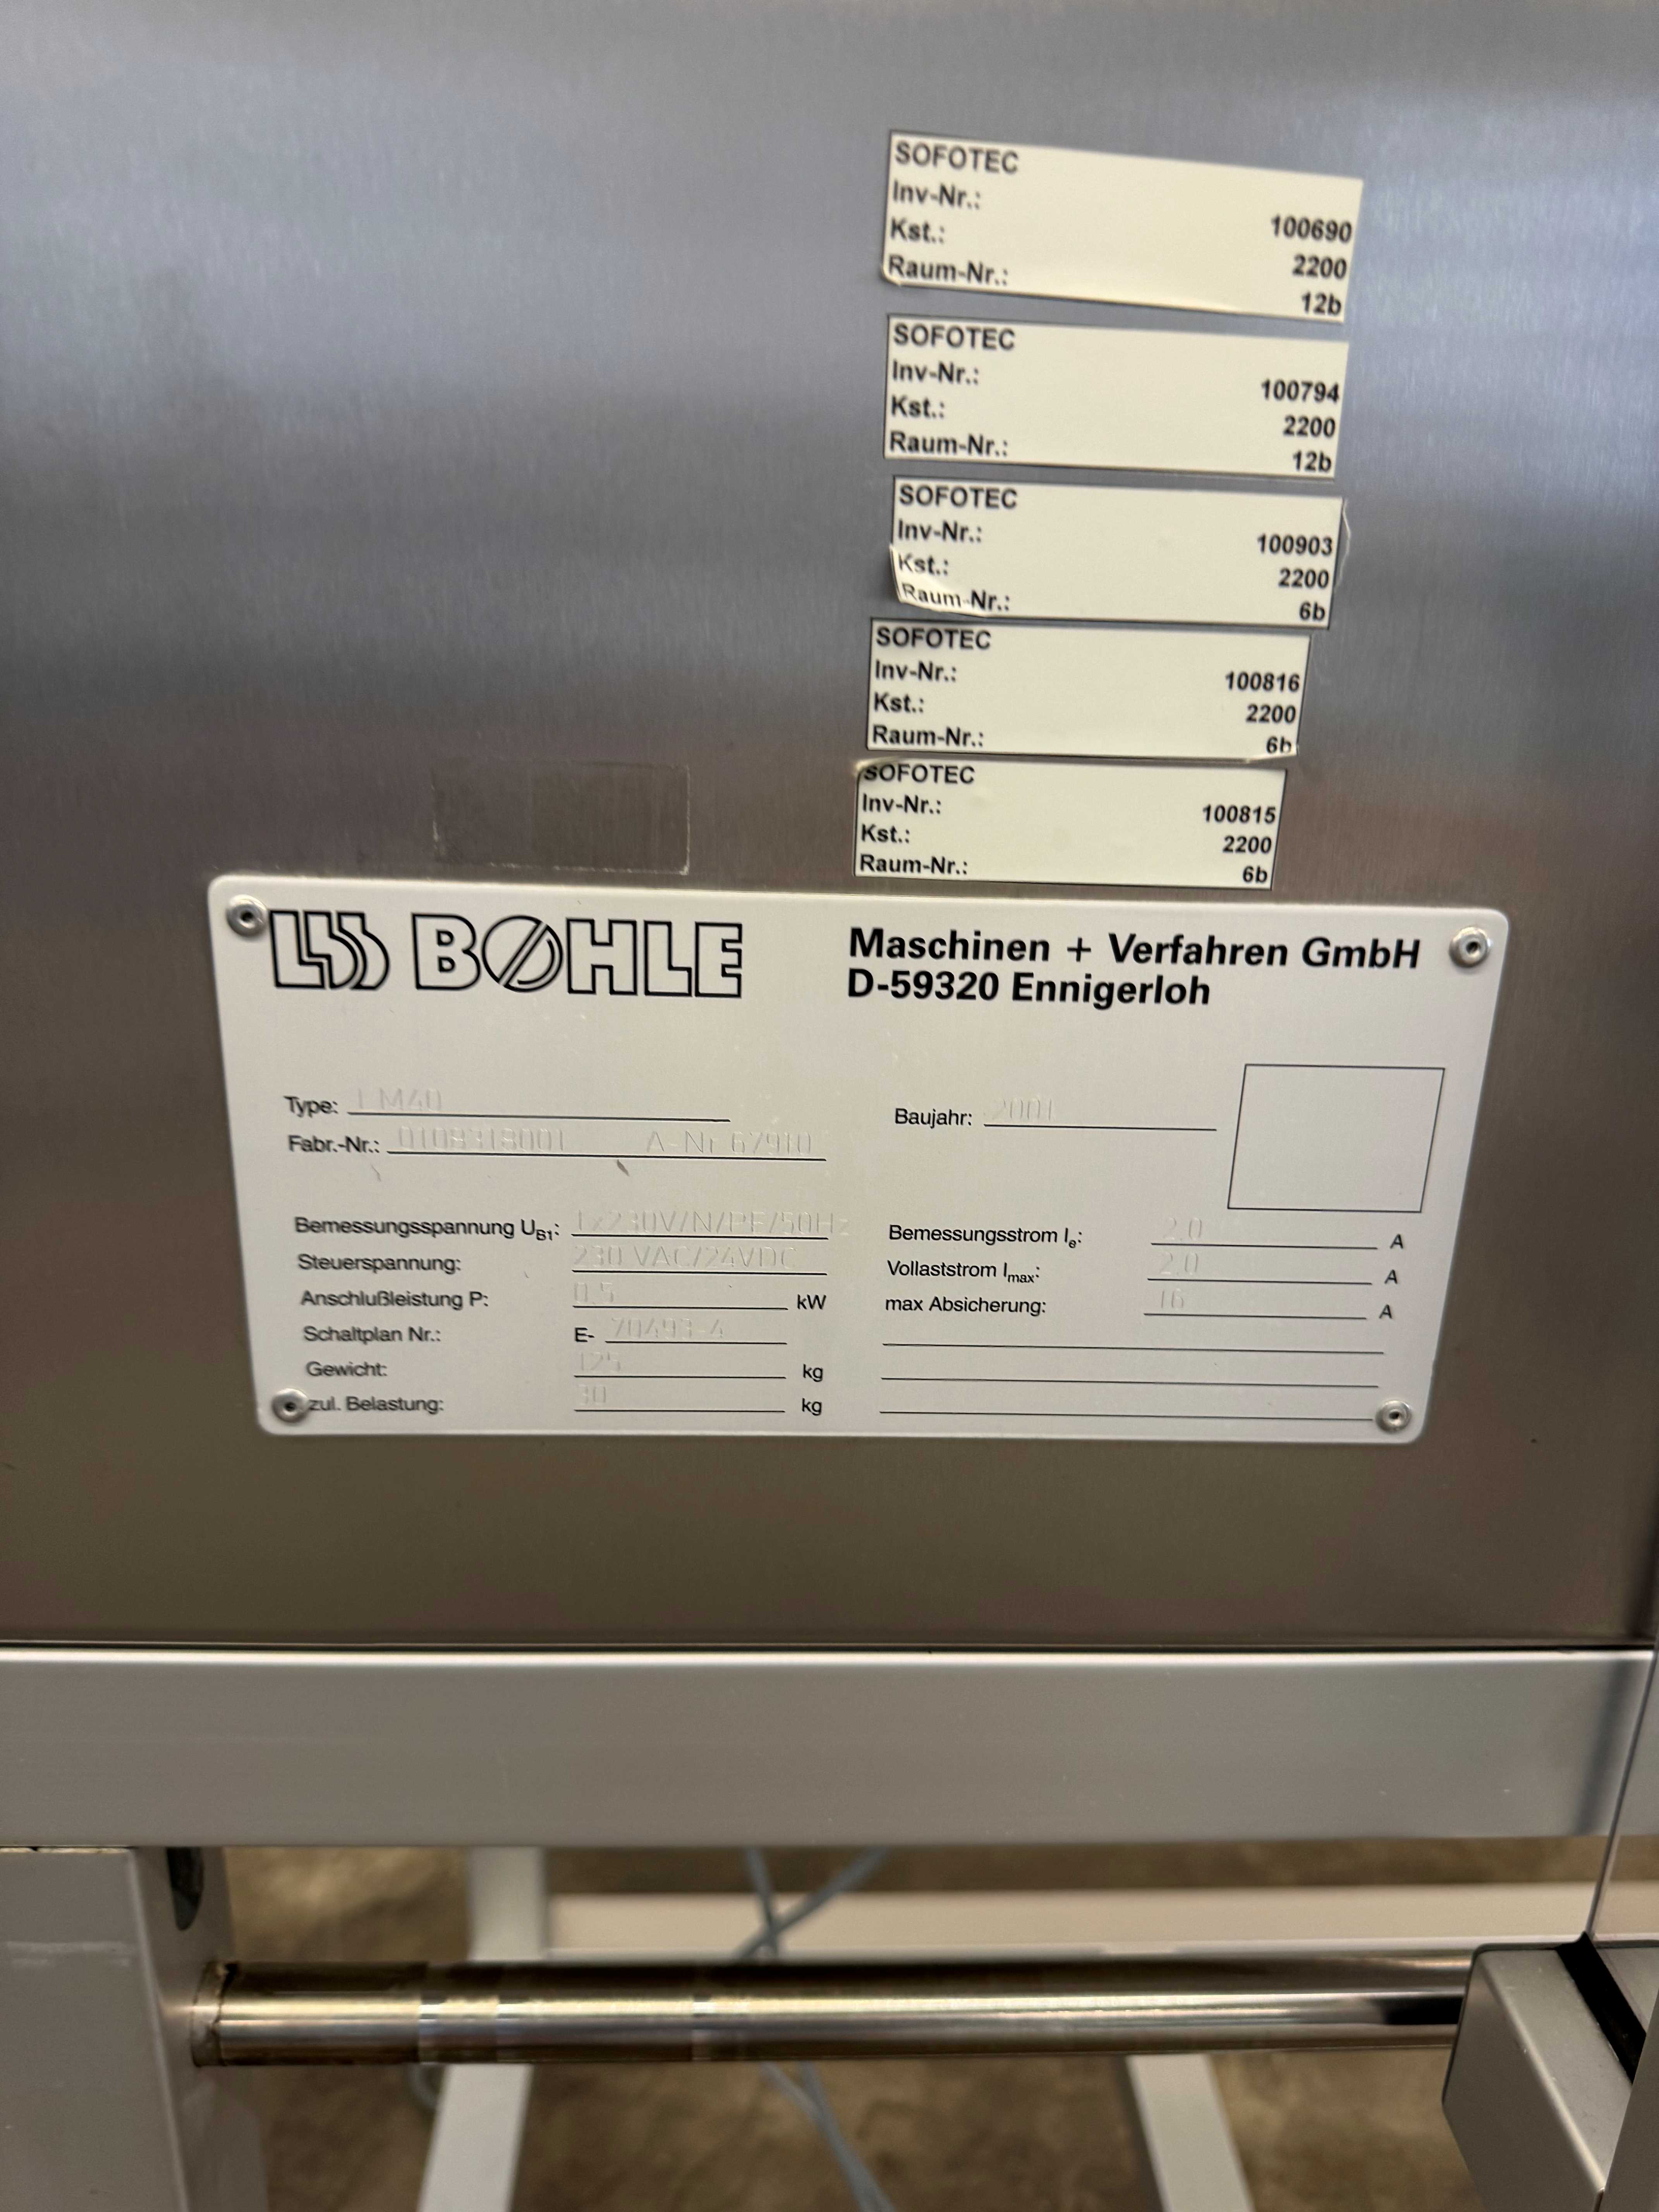 SOFOTEC
Inv-Nr.: 100690
Kst.: 2200
Raum-Nr.: 12b
SOFOTEC
Inv-Nr.: 100794
Kst.: 2200
Raum-Nr.: 12b
SOFOTEC
Inv-Nr.: 100903
Kst.: 2200
Raum-Nr.: 6b
SOFOTEC
Inv-Nr.: 100816
Kst.: 2200
Raum-Nr.: 6b
SOFOTEC
Inv-Nr.: 100815
Kst.: 2200
Raum-Nr.: 6b
BOHLE
Maschinen + Verfahren GmbH
D-59320 Ennigerloh
Type: LM40
Baujahr: 2001
Fabr.-Nr.: 0108318001 A-Nr 67910
Bemessungsspannung UB1: 1x230V/N/PE/50Hz
Bemessungsstrom Ie: 2.0 A
Steuerspannung: 230 VAC/24VDC
Vollaststrom Imax: 2.0 A
Anschlußleistung P: 0.5 kW
max Absicherung: 16 A
Schaltplan Nr.: E- 70493-4
Gewicht: 125 kg
zul. Belastung: 30 kg